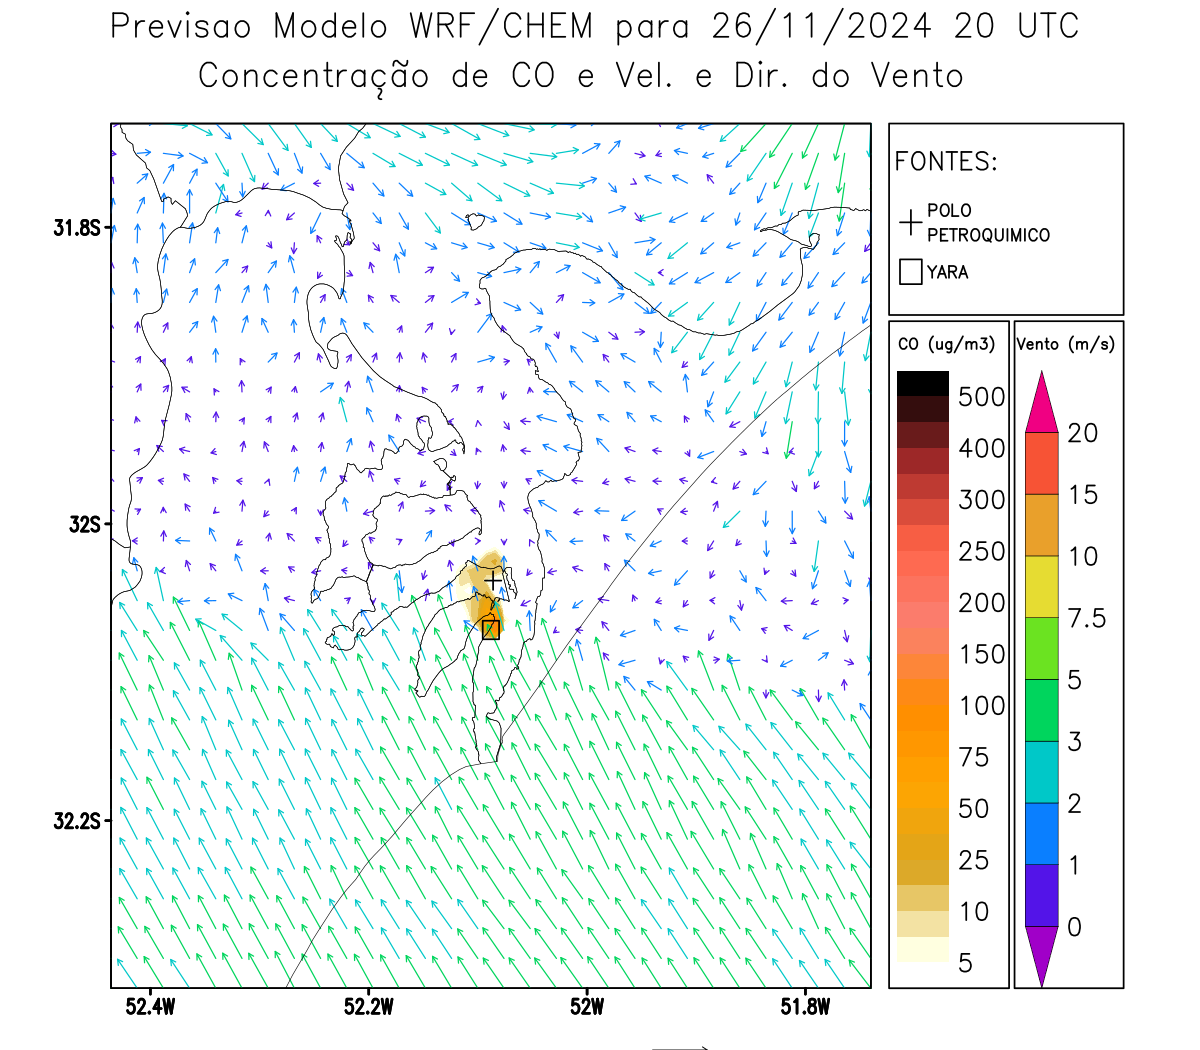 Previsao Modelo WRF/CHEM para 26/11/2024 20 UTC
Concentração de CO e Vel. e Dir. do Vento
FONTES:
POLO
PETROQUIMICO
YARA
CO (ug/m3)
500
400
300
250
200
150
100
75
50
25
10
5
Vento (m/s)
20
15
10
7.5
5
3
2
1
0
31.8S
32S
32.2S
52.4W
52.2W
52W
51.8W